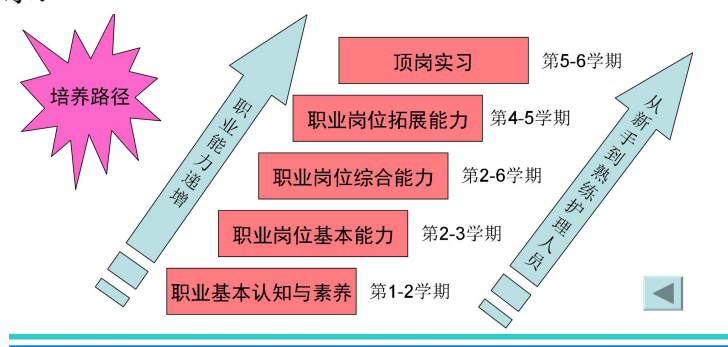 培养路径
职业能力递增
顶岗实习 第5-6学期
职业岗位拓展能力 第4-5学期
职业岗位综合能力 第2-6学期
职业岗位基本能力 第2-3学期
职业基本认知与素养 第1-2学期
从新手到熟练护理人员